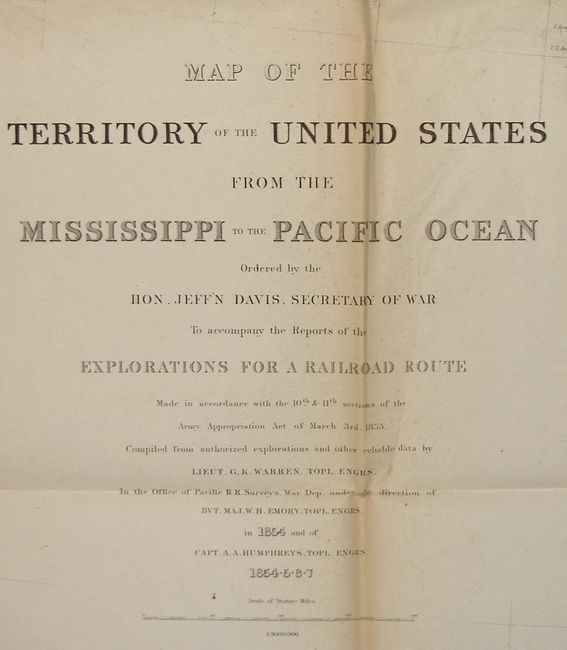 MAP OF THE
TERRITORY OF THE UNITED STATES
FROM THE
MISSISSIPPI TO THE PACIFIC OCEAN
Ordered by the
HON. JEFF'N DAVIS, SECRETARY OF WAR
To accompany the Reports of the
EXPLORATIONS FOR A RAILROAD ROUTE
Made in accordance with the 10th & 11th sections of the
Army Appropriation Act of March 3rd, 1853.
Compiled from authorized explorations and other reliable data by
LIEUT. G. K. WARREN, TOPL. ENGRS.
In the Office of Pacific R.R. Surveys War Dep. under the direction of
BVT. MAJ. W. H. EMORY, TOPL. ENGRS.
in 1854 and of
CAPT. A. A. HUMPHREYS, TOPL. ENGRS.
1854-5-6-7
Scale of Statute Miles
1:3000.000